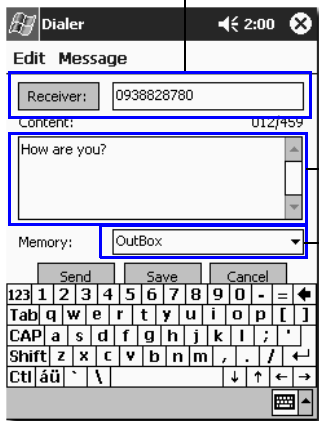 Dialer 2:00
Edit Message
Receiver: 0938828780
Content: 012/459
How are you?
Memory: OutBox
Send Save Cancel
123 1 2 3 4 5 6 7 8 9 0 - =
Tab q w e r t y u i o p [ ]
CAP a s d f g h j k l ; '
Shift z x c v b n m , . /
Ctl áü ` \